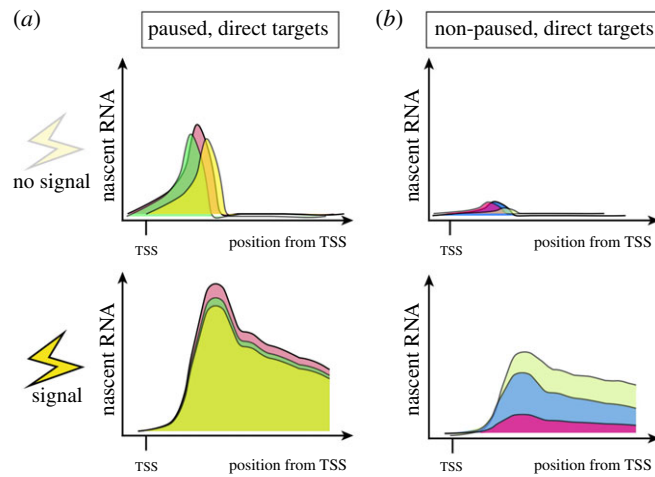 (a)
paused, direct targets
(b)
non-paused, direct targets
no signal
nascent RNA
TSS
position from TSS
nascent RNA
TSS
position from TSS
signal
nascent RNA
TSS
position from TSS
nascent RNA
TSS
position from TSS